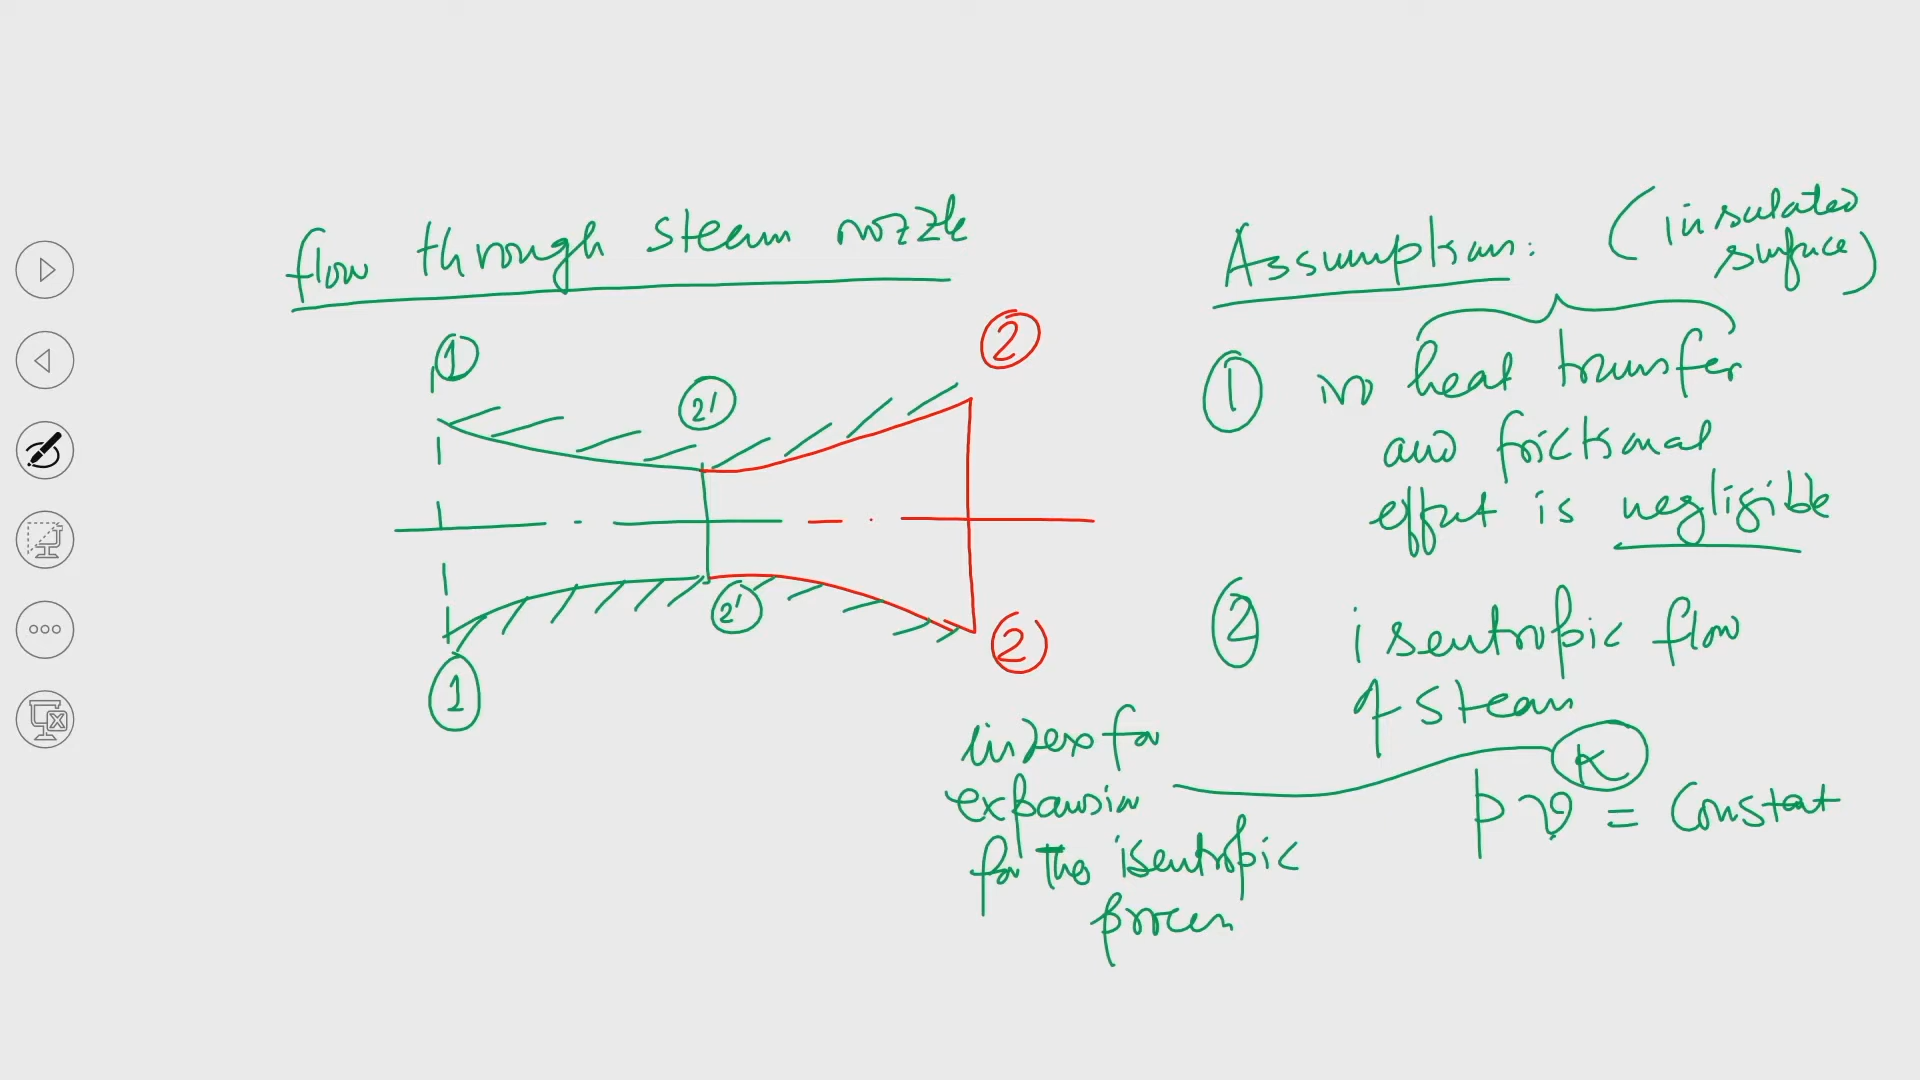 flow through steam nozzle
1
2'
2
2'
2
1
Assumption: (insulated
surface)
1 no heat transfer
and frictional
effect is negligible
2 isentropic flow
of steam
K
pv = Constant
index for
expansion
for the isentropic
process